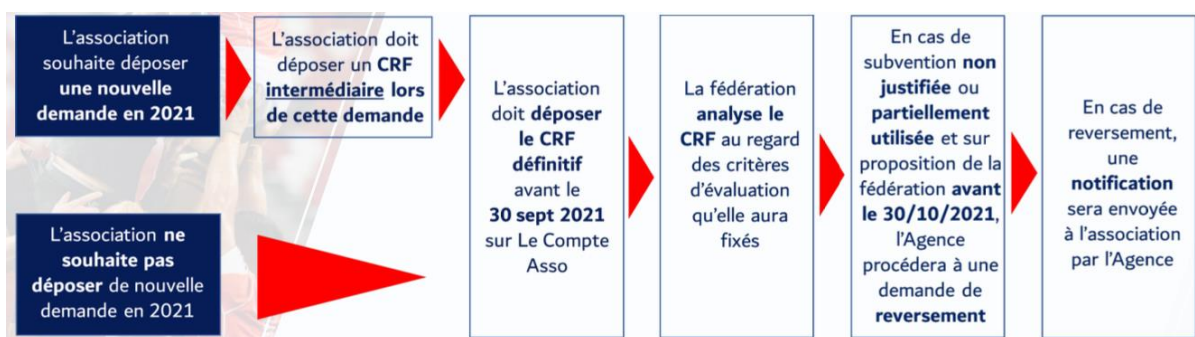 L’association
souhaite déposer
une nouvelle
demande en 2021
L’association doit
déposer un CRF
intermédiaire lors
de cette demande
L’association ne
souhaite pas
déposer de nouvelle
demande en 2021
L’association
doit déposer
le CRF
définitif
avant le
30 sept 2021
sur Le Compte
Asso
La fédération
analyse le
CRF au regard
des critères
d’évaluation
qu’elle aura
fixés
En cas de
subvention non
justifiée ou
partiellement
utilisée et sur
proposition de la
fédération avant
le 30/10/2021,
l’Agence
procédera à une
demande de
reversement
En cas de
reversement,
une
notification
sera envoyée
à l’association
par l’Agence